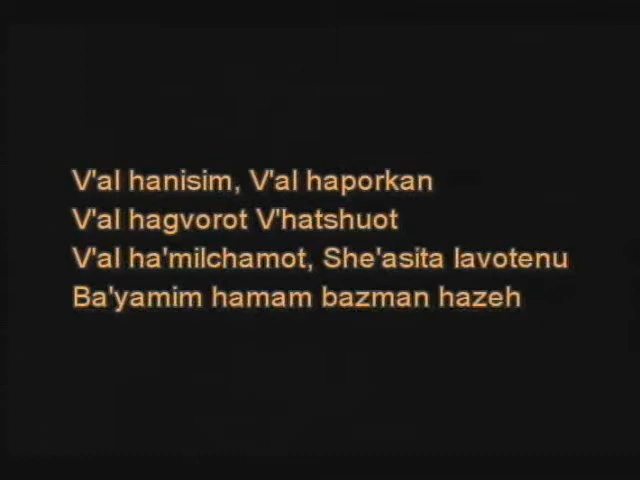 V'al hanisim, V'al haporkan
V'al hagvorot V'hatshuot
V'al ha'milchamot, She'asita lavotenu
Ba'yamim hamam bazman hazeh